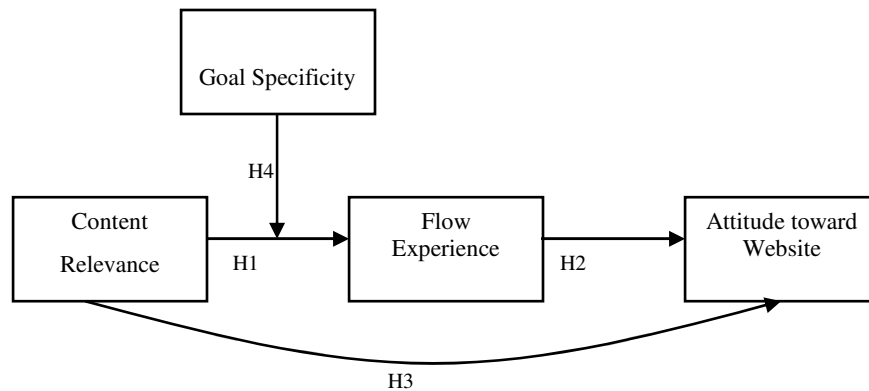 Goal Specificity
H4
Content
Relevance
H1
Flow
Experience
H2
Attitude toward
Website
H3